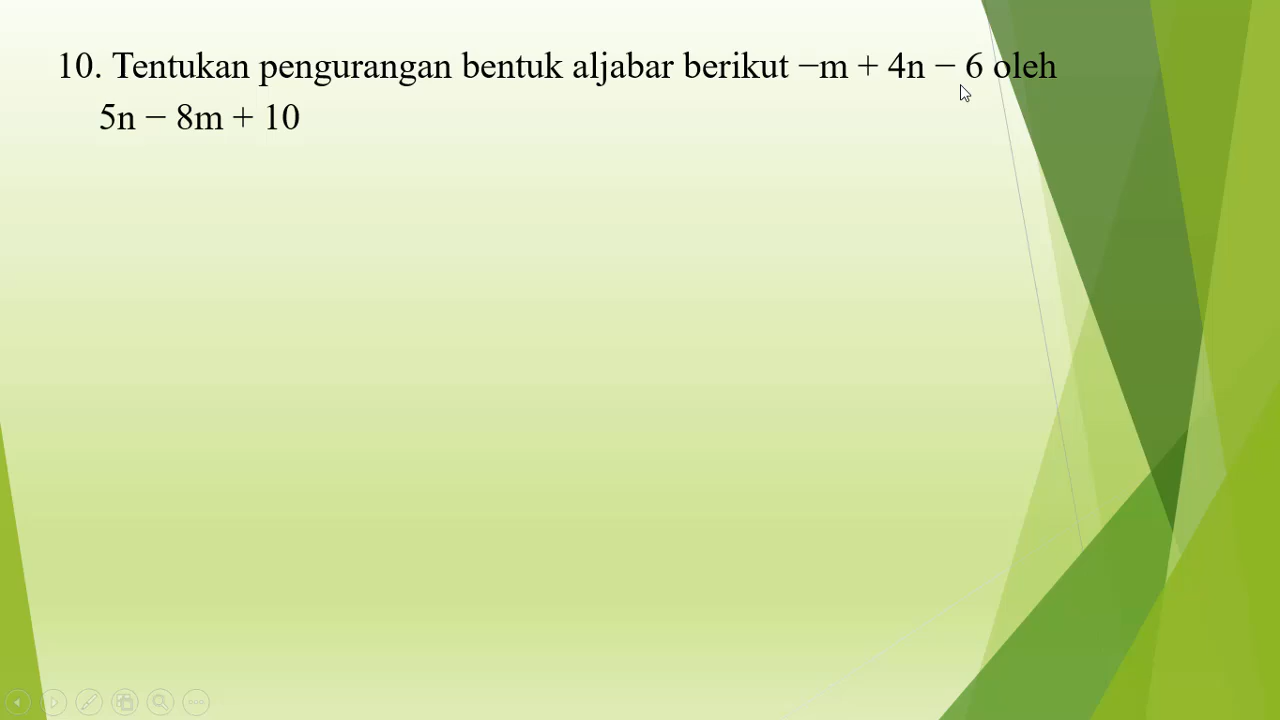 10. Tentukan pengurangan bentuk aljabar berikut −m + 4n − 6 oleh
5n − 8m + 10